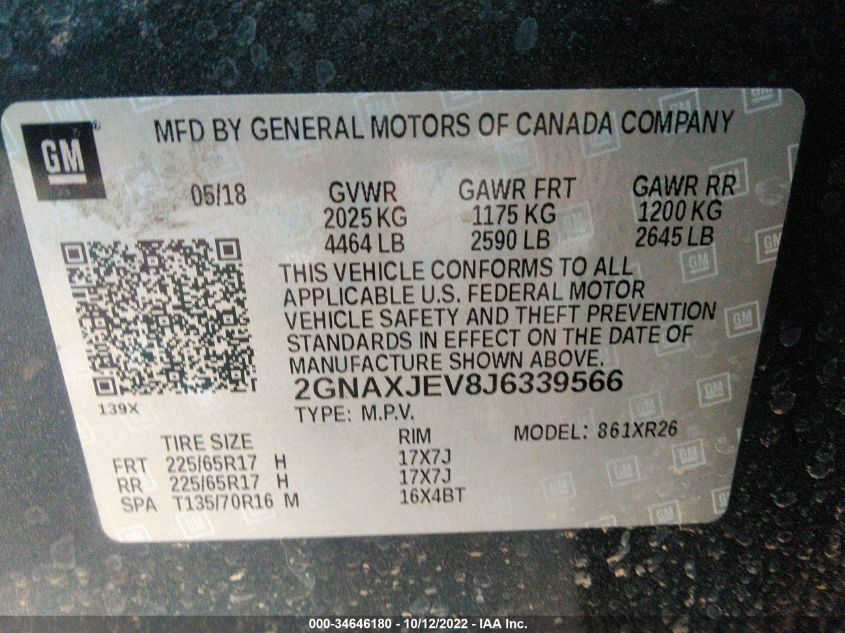 GM
MFD BY GENERAL MOTORS OF CANADA COMPANY
05/18 GVWR GAWR FRT GAWR RR
2025 KG 1175 KG 1200 KG
4464 LB 2590 LB 2645 LB
THIS VEHICLE CONFORMS TO ALL
APPLICABLE U.S. FEDERAL MOTOR
VEHICLE SAFETY AND THEFT PREVENTION
STANDARDS IN EFFECT ON THE DATE OF
MANUFACTURE SHOWN ABOVE.
2GNAXJEV8J6339566
139X
TYPE: M.P.V.
TIRE SIZE RIM MODEL: 861XR26
FRT 225/65R17 H 17X7J
RR 225/65R17 H 17X7J
SPA T135/70R16 M 16X4BT
000-34646180 - 10/12/2022 - IAA Inc.